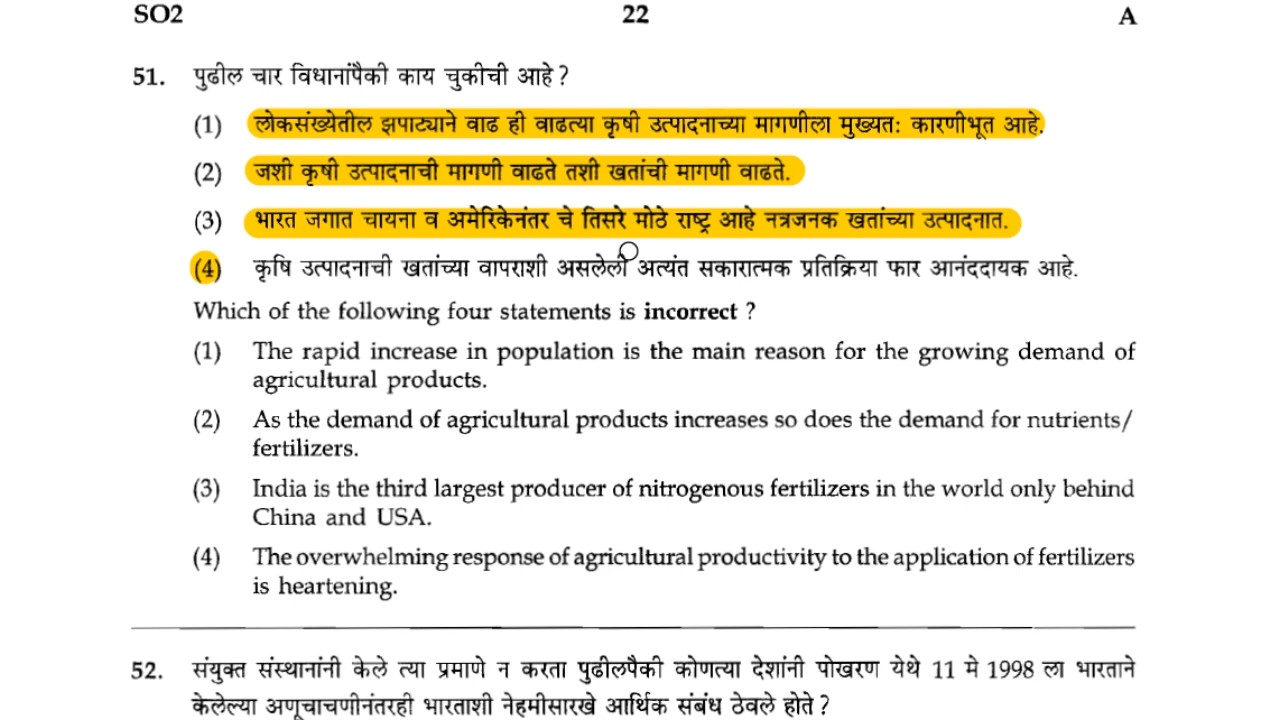 SO2 22 A
51. पुढील चार विधानांपैकी काय चुकीची आहे ?
(1) लोकसंख्येतील झपाट्याने वाढ ही वाढत्या कृषी उत्पादनाच्या मागणीला मुख्यतः कारणीभूत आहे.
(2) जशी कृषी उत्पादनाची मागणी वाढते तशी खतांची मागणी वाढते.
(3) भारत जगात चायना व अमेरिकेनंतर चे तिसरे मोठे राष्ट्र आहे नत्रजनक खतांच्या उत्पादनात.
(4) कृषि उत्पादनाची खतांच्या वापराशी असलेली अत्यंत सकारात्मक प्रतिक्रिया फार आनंददायक आहे.
Which of the following four statements is incorrect ?
(1) The rapid increase in population is the main reason for the growing demand of
agricultural products.
(2) As the demand of agricultural products increases so does the demand for nutrients/
fertilizers.
(3) India is the third largest producer of nitrogenous fertilizers in the world only behind
China and USA.
(4) The overwhelming response of agricultural productivity to the application of fertilizers
is heartening.
52. संयुक्त संस्थानांनी केले त्या प्रमाणे न करता पुढीलपैकी कोणत्या देशांनी पोखरण येथे 11 मे 1998 ला भारताने
केलेल्या अणूचाचणीनंतरही भारताशी नेहमीसारखे आर्थिक संबंध ठेवले होते ?